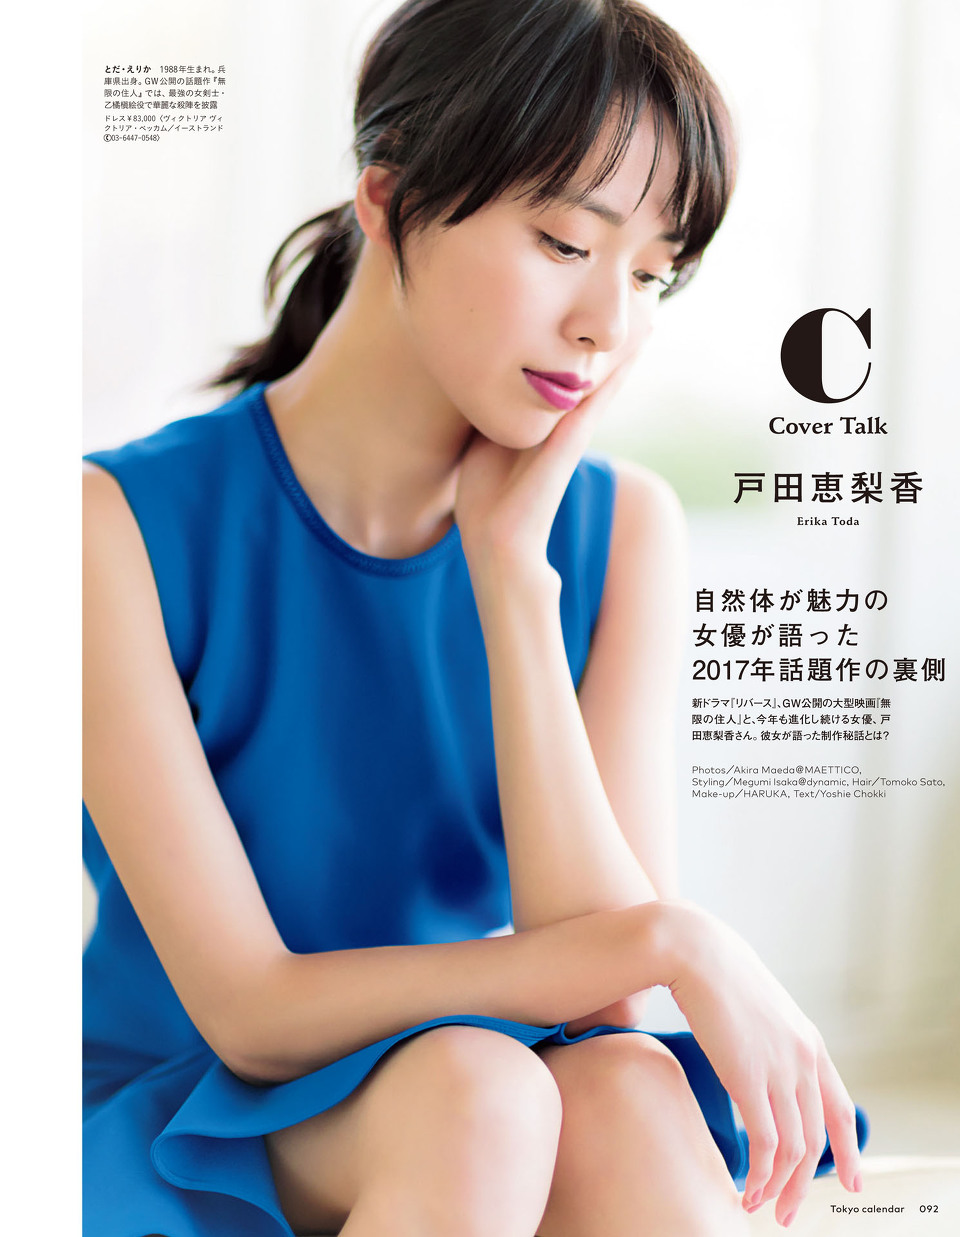 とだ・えりか 1988年生まれ。兵
庫県出身。GW公開の話題作『無
限の住人』では、最強の女剣士・
乙橘槇絵役で華麗な殺陣を披露
ドレス¥83,000〈ヴィクトリア ヴィ
クトリア・ベッカム／イーストランド
✆03-6447-0548〉
C
Cover Talk
戸田恵梨香
Erika Toda
自然体が魅力の
女優が語った
2017年話題作の裏側
新ドラマ『リバース』、GW公開の大型映画『無
限の住人』と、今年も進化し続ける女優、戸
田恵梨香さん。彼女が語った制作秘話とは?
Photos／Akira Maeda@MAETTICO,
Styling／Megumi Isaka@dynamic, Hair／Tomoko Sato,
Make-up／HARUKA, Text/Yoshie Chokki
Tokyo calendar 092